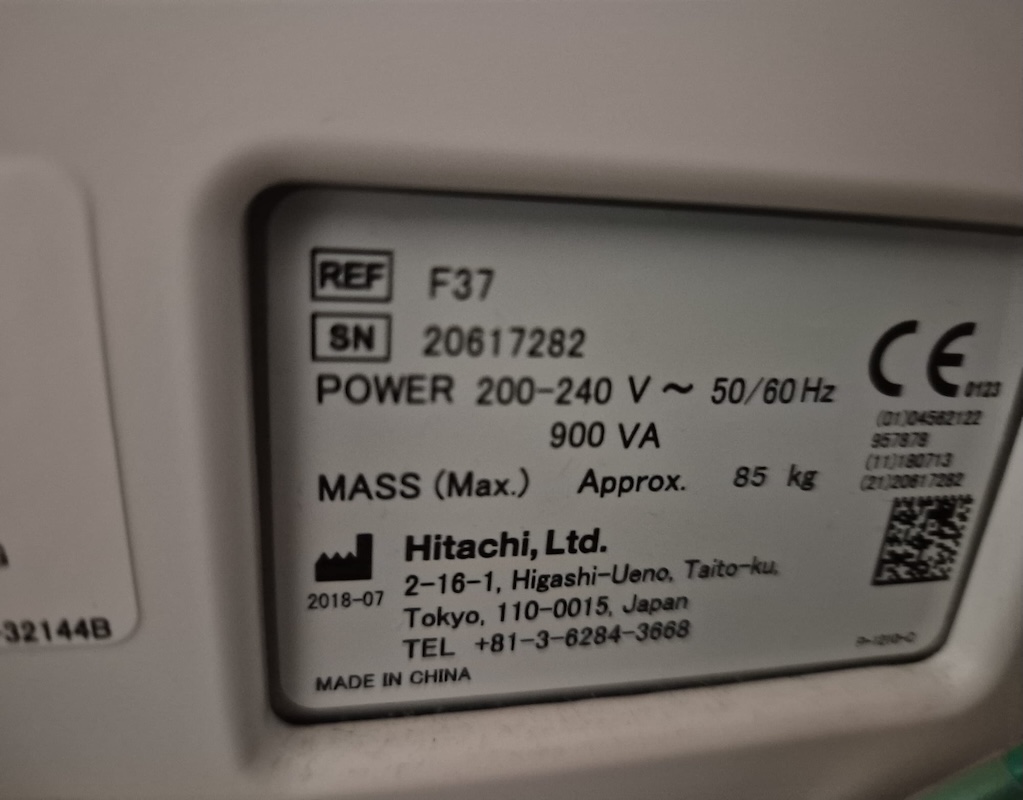 REF F37
SN 20617282
POWER 200-240 V ~ 50/60 Hz
900 VA
MASS (Max.) Approx. 85 kg
Hitachi, Ltd.
2-16-1, Higashi-Ueno, Taito-ku,
Tokyo, 110-0015, Japan
TEL +81-3-6284-3668
2018-07
MADE IN CHINA
CE 0123
(01)04562122
957878
(11)180713
(21)20617282
-32144B